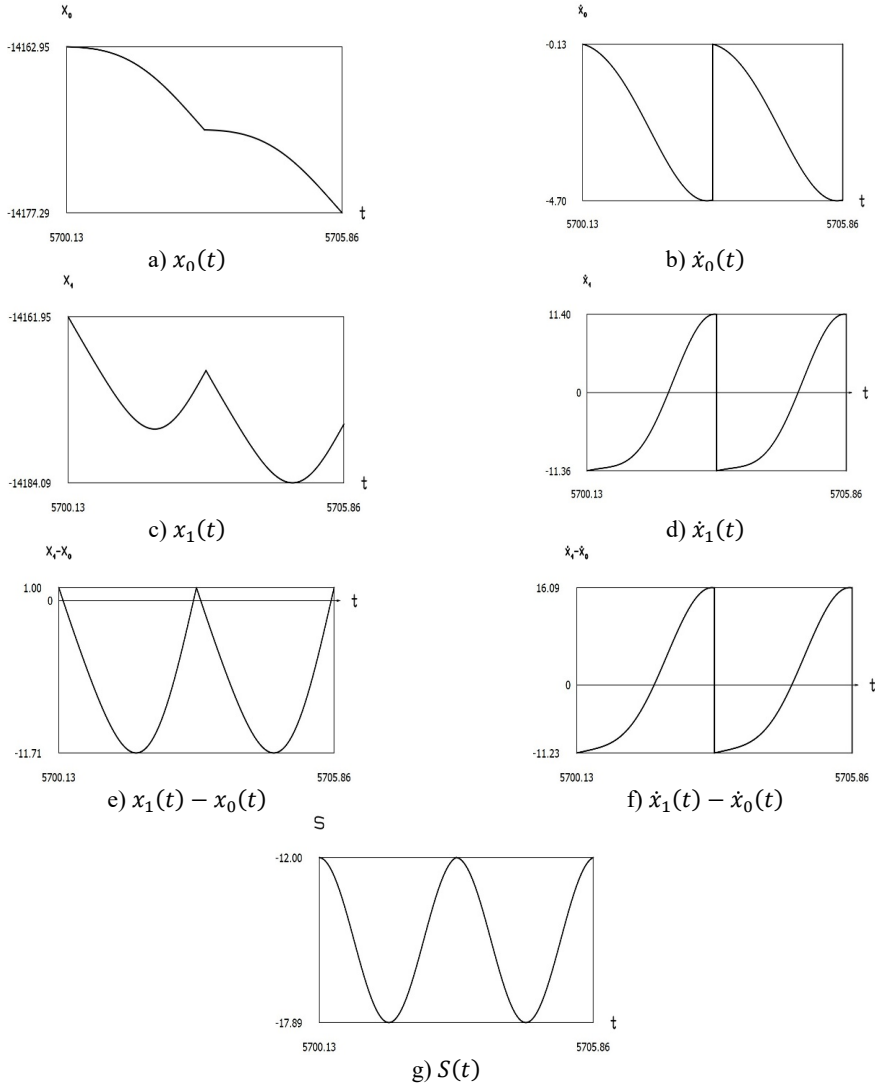 X₀
-14162.95
-14177.29
t
5700.13
5705.86
a) x₀(t)
ẋ₀
-0.13
-4.70
t
5700.13
5705.86
b) ẋ₀(t)
X₁
-14161.95
-14184.09
t
5700.13
5705.86
c) x₁(t)
ẋ₁
11.40
0
t
-11.36
5700.13
5705.86
d) ẋ₁(t)
X₁-X₀
1.00
0
t
-11.71
5700.13
5705.86
e) x₁(t) − x₀(t)
ẋ₁-ẋ₀
16.09
0
t
-11.23
5700.13
5705.86
f) ẋ₁(t) − ẋ₀(t)
S
-12.00
-17.89
t
5700.13
5705.86
g) S(t)